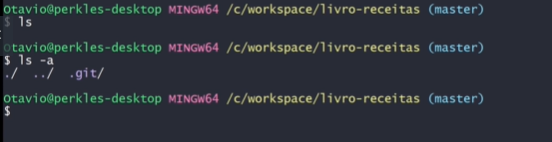 Otavio@perkles-desktop MINGW64 /c/workspace/livro-receitas (master)
$ ls
Otavio@perkles-desktop MINGW64 /c/workspace/livro-receitas (master)
$ ls -a
./  ../  .git/
Otavio@perkles-desktop MINGW64 /c/workspace/livro-receitas (master)
$